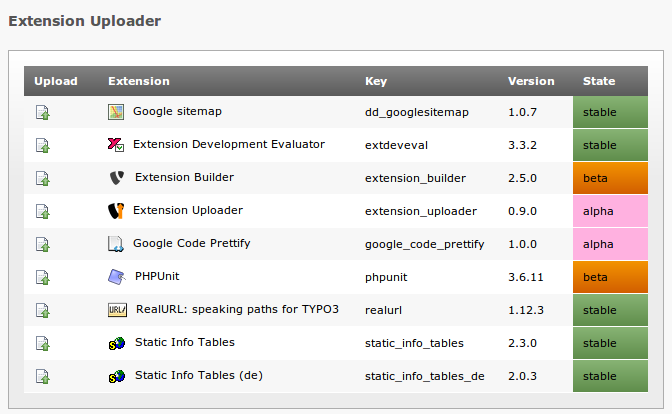 Extension Uploader
Upload Extension Key Version State
Google sitemap dd_googlesitemap 1.0.7 stable
Extension Development Evaluator extdeveval 3.3.2 stable
Extension Builder extension_builder 2.5.0 beta
Extension Uploader extension_uploader 0.9.0 alpha
Google Code Prettify google_code_prettify 1.0.0 alpha
PHPUnit phpunit 3.6.11 beta
URL/ RealURL: speaking paths for TYPO3 realurl 1.12.3 stable
Static Info Tables static_info_tables 2.3.0 stable
Static Info Tables (de) static_info_tables_de 2.0.3 stable